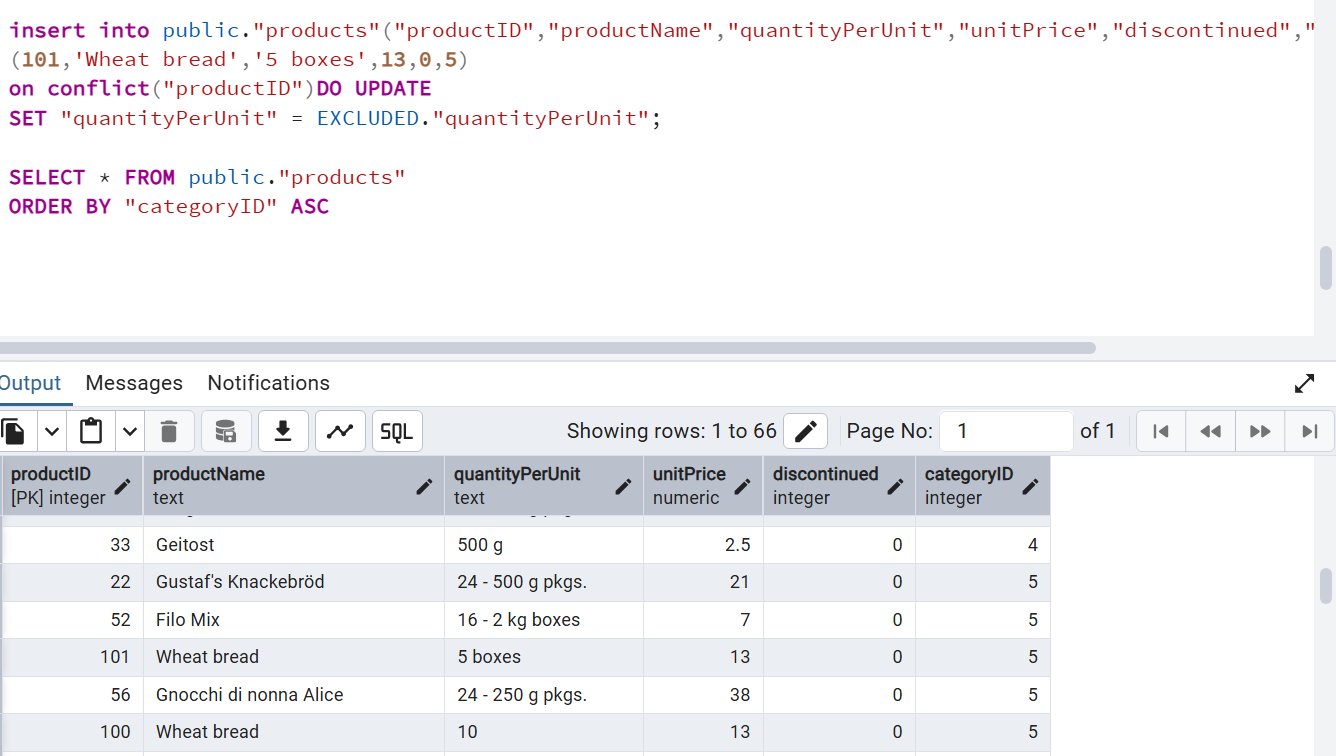 insert into public."products"("productID","productName","quantityPerUnit","unitPrice","discontinued","
(101,'Wheat bread','5 boxes',13,0,5)
on conflict("productID")DO UPDATE
SET "quantityPerUnit" = EXCLUDED."quantityPerUnit";
SELECT * FROM public."products"
ORDER BY "categoryID" ASC
Output Messages Notifications
SQL Showing rows: 1 to 66 Page No: 1 of 1
productID productName quantityPerUnit unitPrice discontinued categoryID
[PK] integer text text numeric integer integer
33 Geitost 500 g 2.5 0 4
22 Gustaf's Knackebröd 24 - 500 g pkgs. 21 0 5
52 Filo Mix 16 - 2 kg boxes 7 0 5
101 Wheat bread 5 boxes 13 0 5
56 Gnocchi di nonna Alice 24 - 250 g pkgs. 38 0 5
100 Wheat bread 10 13 0 5